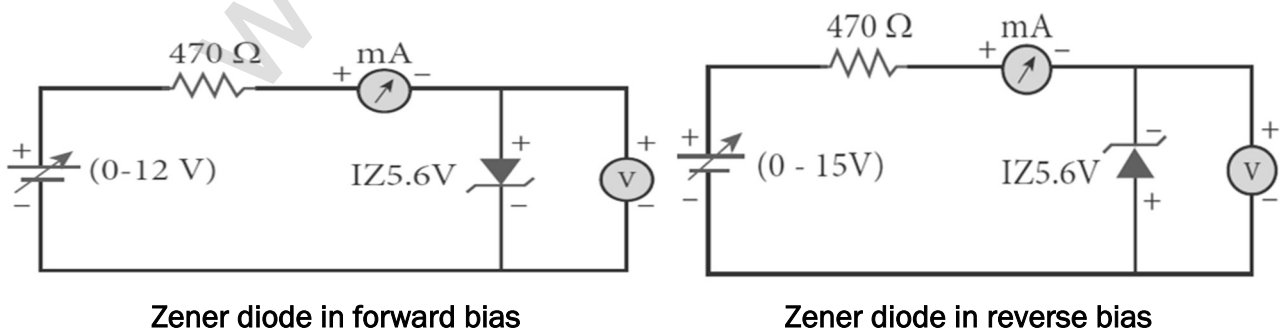 470 Ω
mA
+ −
+
(0-12 V)
−
IZ5.6V
+
−
+
V
−
Zener diode in forward bias
470 Ω
mA
+ −
+
(0 - 15V)
−
IZ5.6V
−
+
+
V
−
Zener diode in reverse bias
W